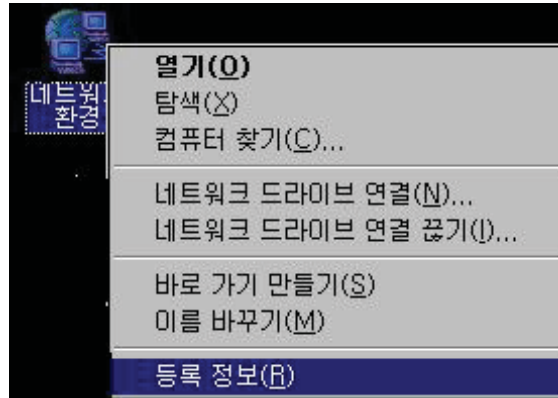 네트워
환경
열기(O)
탐색(X)
컴퓨터 찾기(C)...
네트워크 드라이브 연결(N)...
네트워크 드라이브 연결 끊기(I)...
바로 가기 만들기(S)
이름 바꾸기(M)
등록 정보(R)